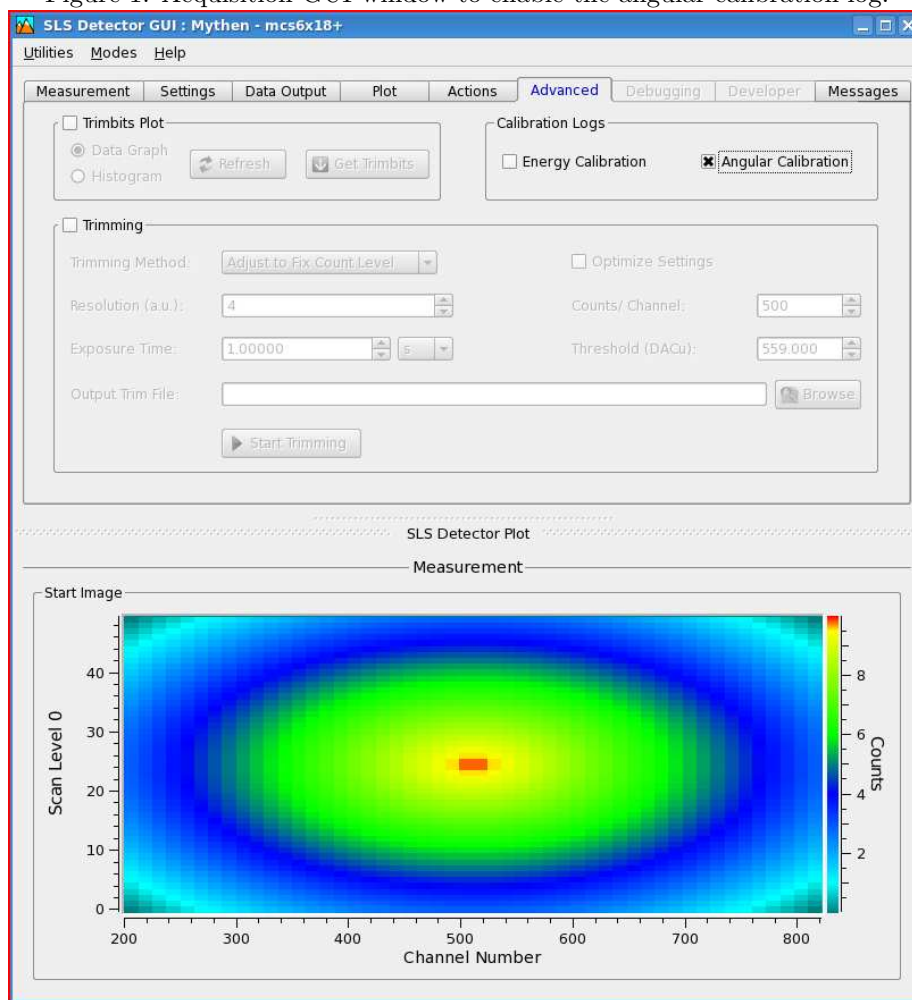 Figure 1: Acquisition GUI window to enable the angular calibration log.
SLS Detector GUI : Mythen - mcs6x18+
Utilities Modes Help
Measurement Settings Data Output Plot Actions Advanced Debugging Developer Messages
Trimbits Plot Calibration Logs
Data Graph
Histogram
Refresh Get Trimbits
Energy Calibration Angular Calibration
Trimming
Trimming Method: Adjust to Fix Count Level Optimize Settings
Resolution (a.u.): 4 Counts/ Channel: 500
Exposure Time: 1.00000 s Threshold (DACu): 559.000
Output Trim File: Browse
Start Trimming
SLS Detector Plot
Measurement
Start Image
40
30
20
10
0
Scan Level 0
200 300 400 500 600 700 800
Channel Number
8
6
4
2
Counts